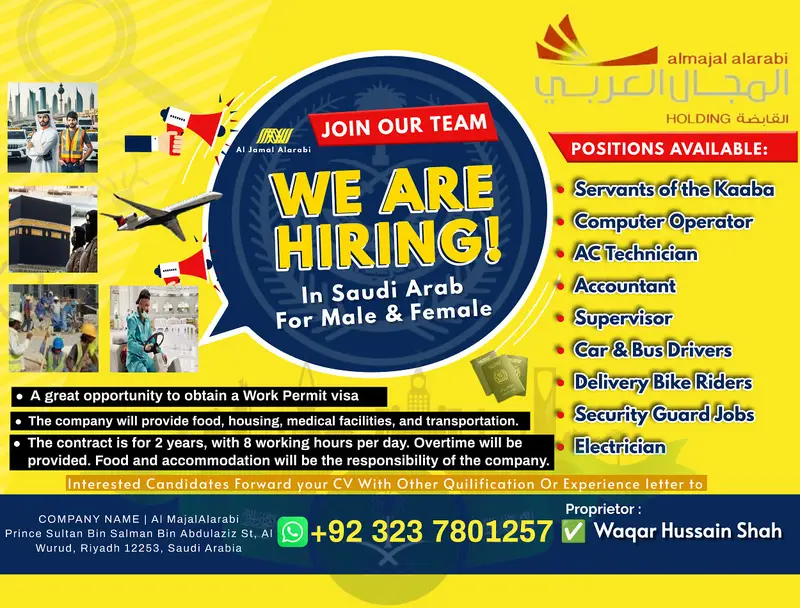 almajal alarabi
المجال العربي
HOLDING القابضة
JOIN OUR TEAM
Al Jamal Alarabi
WE ARE
HIRING!
In Saudi Arab
For Male & Female
POSITIONS AVAILABLE:
Servants of the Kaaba
Computer Operator
AC Technician
Accountant
Supervisor
Car & Bus Drivers
Delivery Bike Riders
Security Guard Jobs
Electrician
A great opportunity to obtain a Work Permit visa
The company will provide food, housing, medical facilities, and transportation.
The contract is for 2 years, with 8 working hours per day. Overtime will be
provided. Food and accommodation will be the responsibility of the company.
Interested Candidates Forward your CV With Other Quilification Or Experience letter to
COMPANY NAME | Al MajalAlarabi
Prince Sultan Bin Salman Bin Abdulaziz St, Al
Wurud, Riyadh 12253, Saudi Arabia
+92 323 7801257
Proprietor :
Waqar Hussain Shah